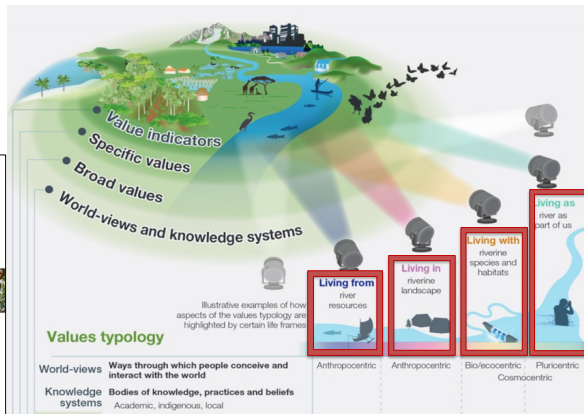 Value indicators
Specific values
Broad values
World-views and knowledge systems
Living as
river as
part of us
Living with
riverine
species and
habitats
Living in
riverine
landscape
Living from
river
resources
Illustrative examples of how
aspects of the values typology are
highlighted by certain life frames
Values typology
Anthropocentric
Anthropocentric
Bio/ecocentric
Pluricentric
Cosmocentric
World-views
Ways through which people conceive and
interact with the world
Knowledge
systems
Bodies of knowledge, practices and beliefs
Academic, indigenous, local